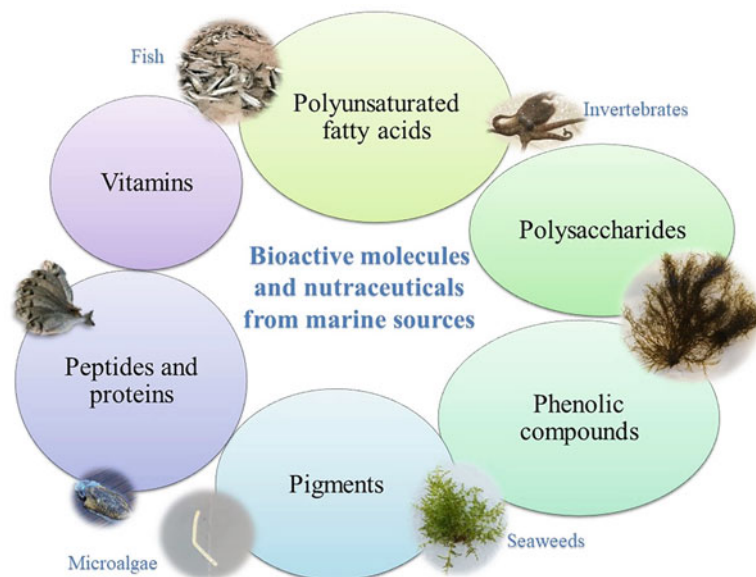 Fish
Polyunsaturated
fatty acids
Invertebrates
Vitamins
Polysaccharides
Bioactive molecules
and nutraceuticals
from marine sources
Peptides and
proteins
Phenolic
compounds
Pigments
Seaweeds
Microalgae